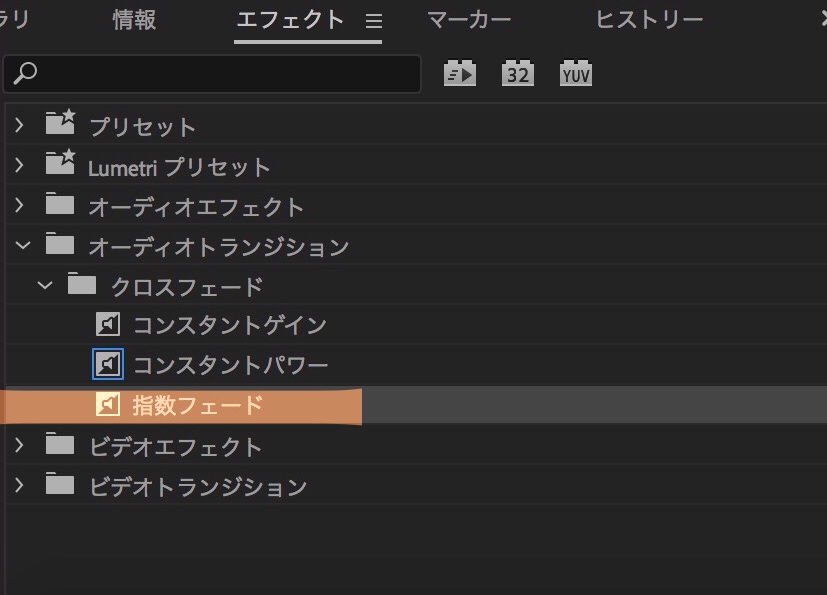 ラリ 情報 エフェクト マーカー ヒストリー
32 YUV
プリセット
Lumetri プリセット
オーディオエフェクト
オーディオトランジション
クロスフェード
コンスタントゲイン
コンスタントパワー
指数フェード
ビデオエフェクト
ビデオトランジション